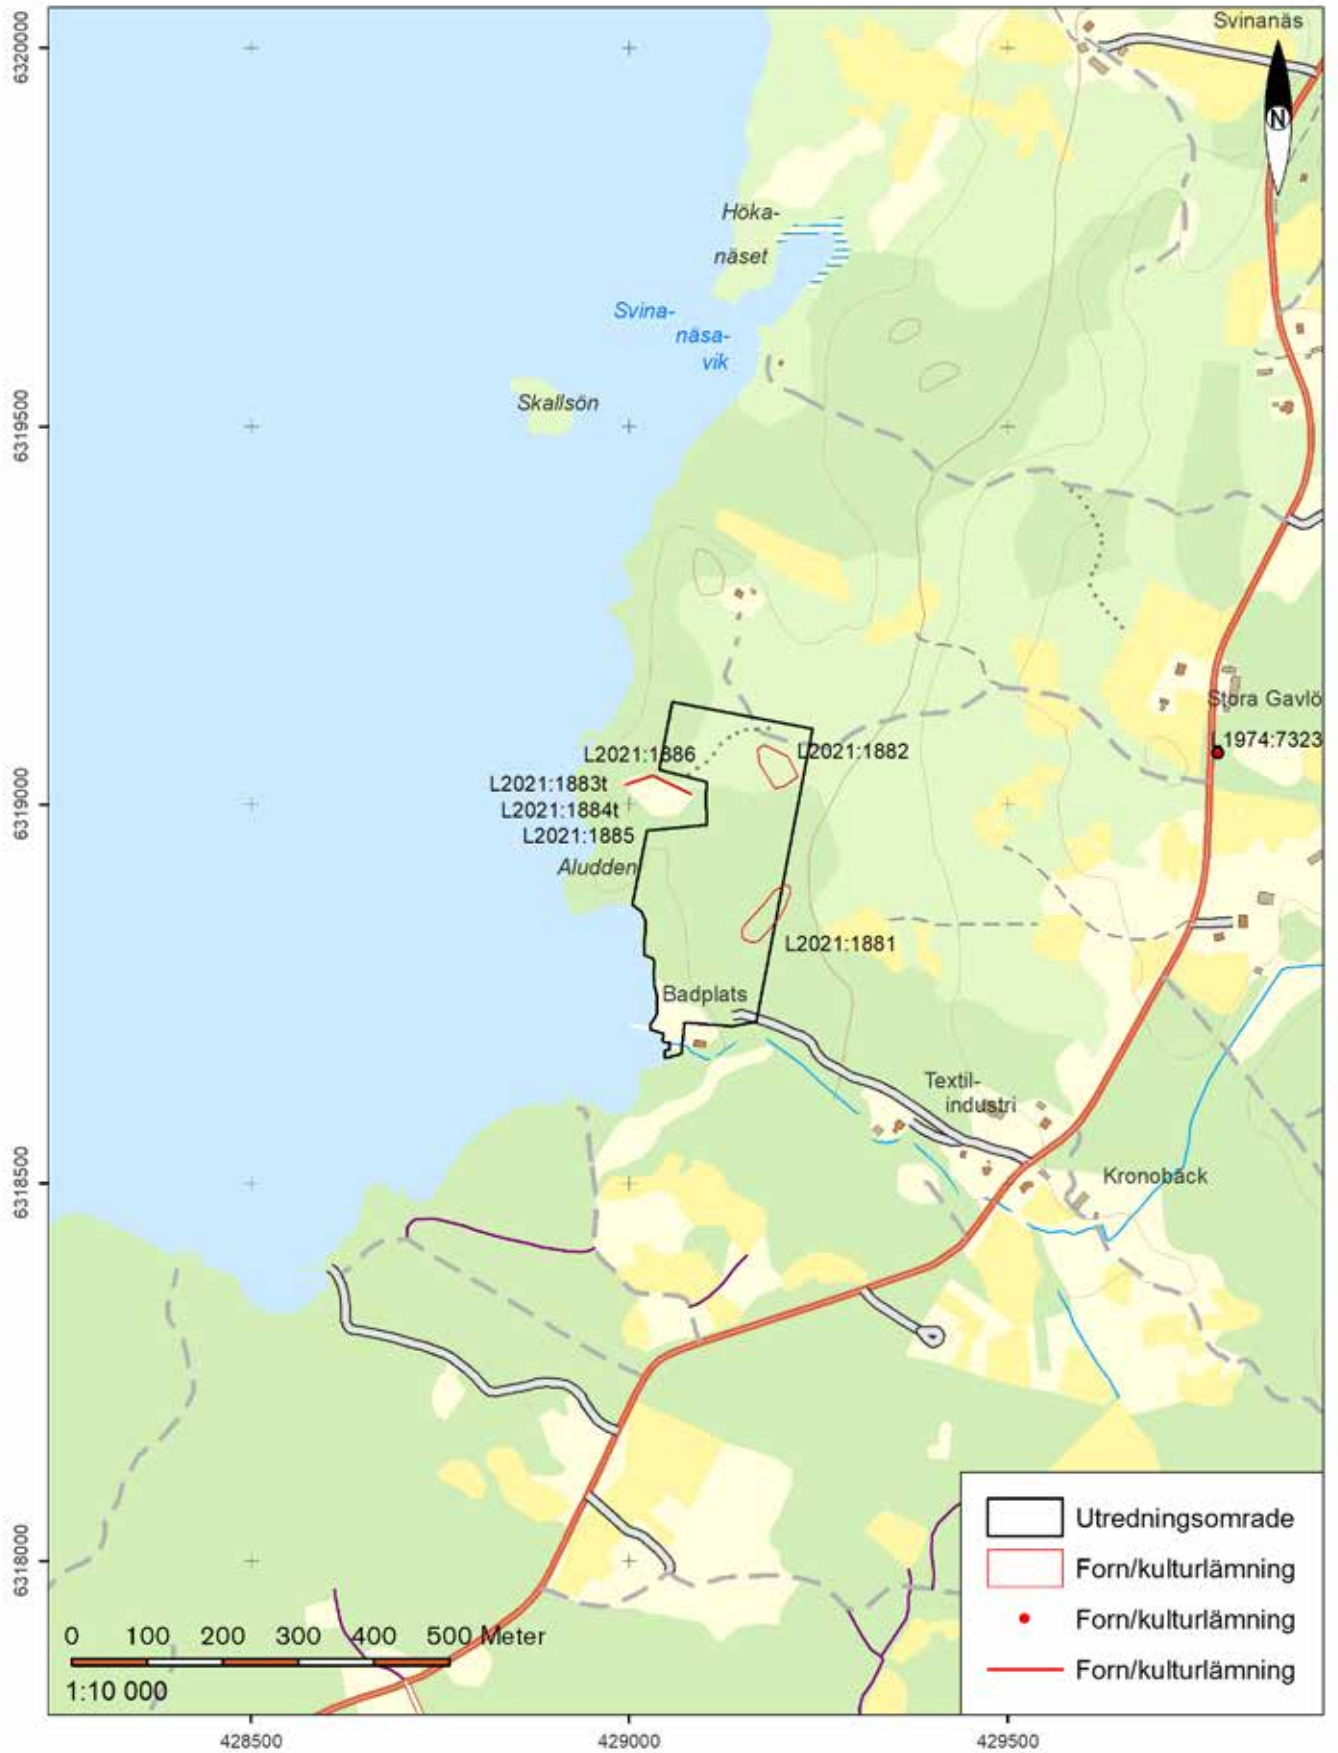 6320000
Svinanäs
N
Höka-
näset
Svina-
näsa-
vik
Skallsön
6319500
Stora Gavlö
L1974:7323
L2021:1886
L2021:1882
L2021:1883t
6319000
L2021:1884t
L2021:1885
Aludden
L2021:1881
Badplats
Textil-
industri
Kronobäck
6318500
6318000
Utredningsomrade
Forn/kulturlämning
Forn/kulturlämning
Forn/kulturlämning
0 100 200 300 400 500 Meter
1:10 000
428500 429000 429500